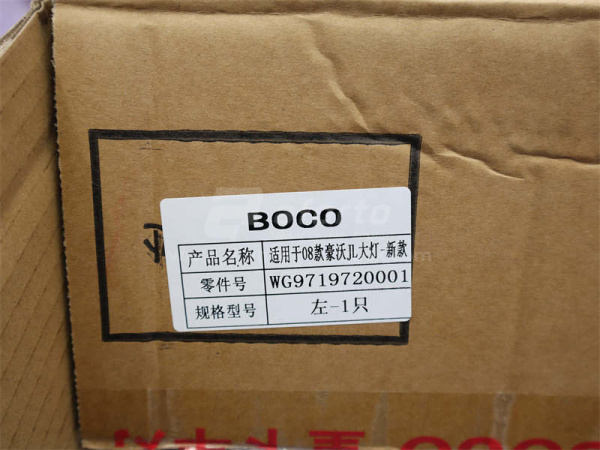 BOCO
产品名称 适用于08款豪沃JL大灯-新款
零件号 WG9719720001
规格型号 左-1只